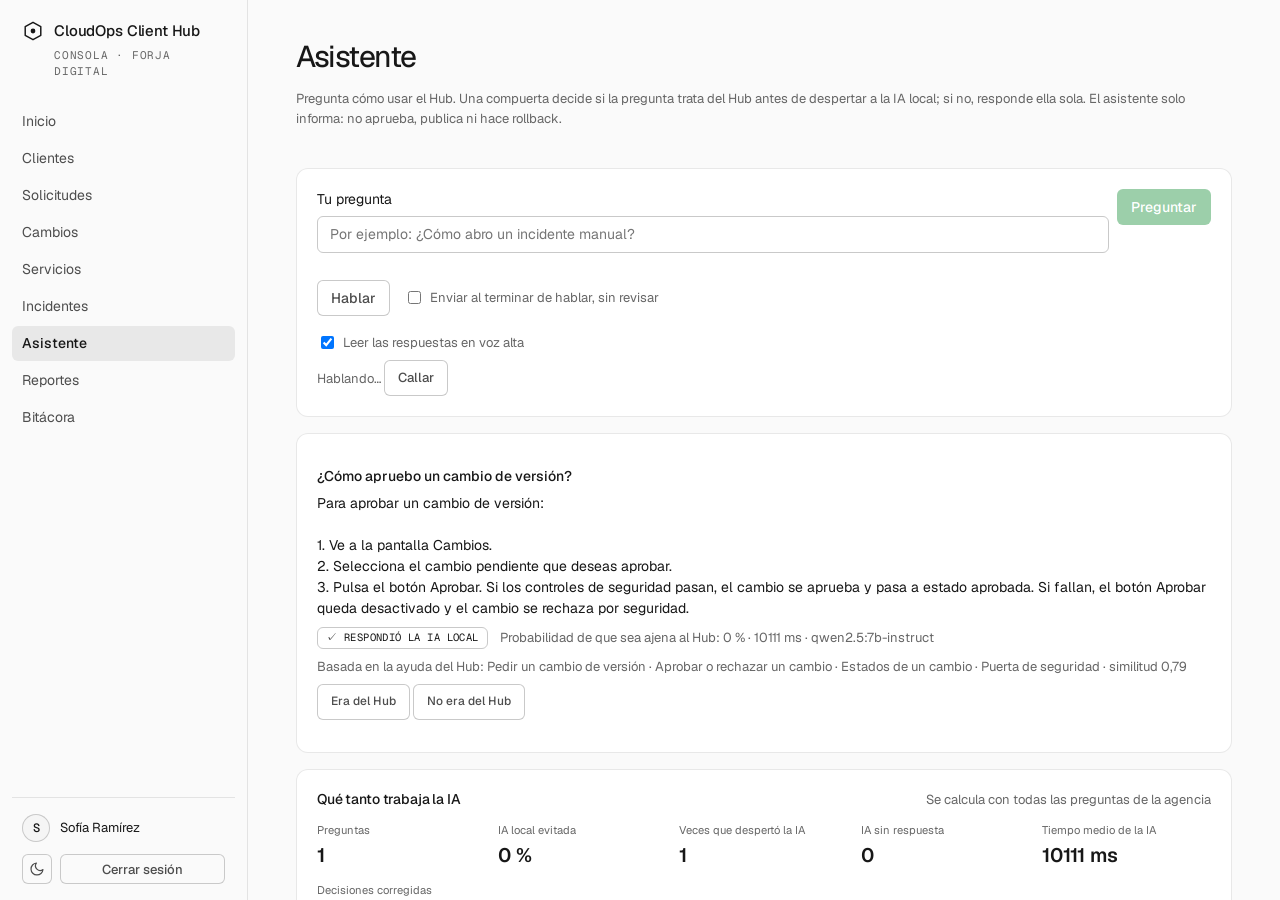 CloudOps Client Hub
CONSOLA · FORJA
DIGITAL
Inicio
Clientes
Solicitudes
Cambios
Servicios
Incidentes
Asistente
Reportes
Bitácora
S
Sofía Ramírez
Cerrar sesión
Asistente
Pregunta cómo usar el Hub. Una compuerta decide si la pregunta trata del Hub antes de despertar a la IA local; si no, responde ella sola. El asistente solo
informa: no aprueba, publica ni hace rollback.
Tu pregunta
Preguntar
Por ejemplo: ¿Cómo abro un incidente manual?
Hablar
Enviar al terminar de hablar, sin revisar
Leer las respuestas en voz alta
Hablando… Callar
¿Cómo apruebo un cambio de versión?
Para aprobar un cambio de versión:
1. Ve a la pantalla Cambios.
2. Selecciona el cambio pendiente que deseas aprobar.
3. Pulsa el botón Aprobar. Si los controles de seguridad pasan, el cambio se aprueba y pasa a estado aprobada. Si fallan, el botón Aprobar
queda desactivado y el cambio se rechaza por seguridad.
✓ RESPONDIÓ LA IA LOCAL Probabilidad de que sea ajena al Hub: 0 % · 10111 ms · qwen2.5:7b-instruct
Basada en la ayuda del Hub: Pedir un cambio de versión · Aprobar o rechazar un cambio · Estados de un cambio · Puerta de seguridad · similitud 0,79
Era del Hub No era del Hub
Qué tanto trabaja la IA Se calcula con todas las preguntas de la agencia
Preguntas IA local evitada Veces que despertó la IA IA sin respuesta Tiempo medio de la IA
1 0 % 1 0 10111 ms
Decisiones corregidas